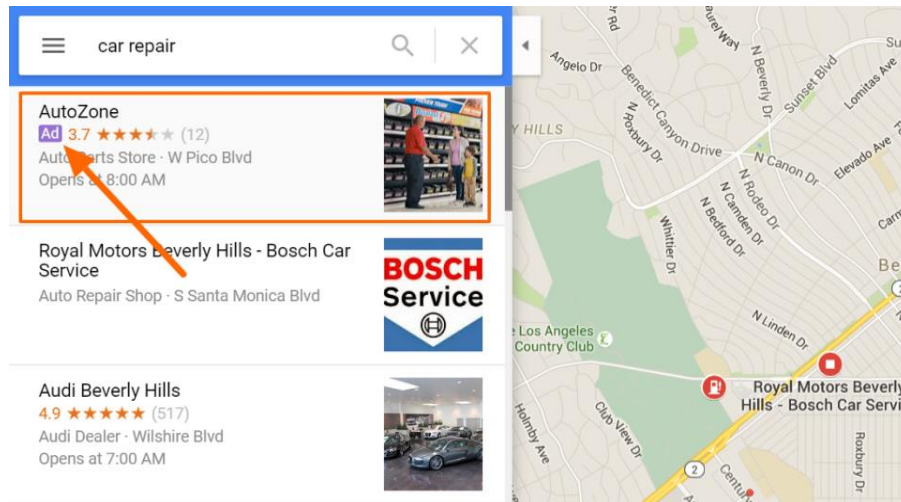 car repair
AutoZone
Ad 3.7 (12)
Auto Parts Store · W Pico Blvd
Opens at 8:00 AM
Royal Motors Beverly Hills - Bosch Car
Service
Auto Repair Shop · S Santa Monica Blvd
BOSCH
Service
Audi Beverly Hills
4.9 (517)
Audi Dealer · Wilshire Blvd
Opens at 7:00 AM
Angelo Dr
Benedict Canyon Drive
N Beverly Dr
Sunset Blvd
Lomitas Ave
N Roxbury Dr
HILLS
N Canon Dr
Elevado Ave
N Rodeo Dr
N Camden Dr
N Bedford Dr
Whittier Dr
Los Angeles
Country Club
N Linden Dr
Royal Motors Beverly
Hills - Bosch Car Servi
Holmby Ave
Club View Dr
Roxbury Dr
2
Century